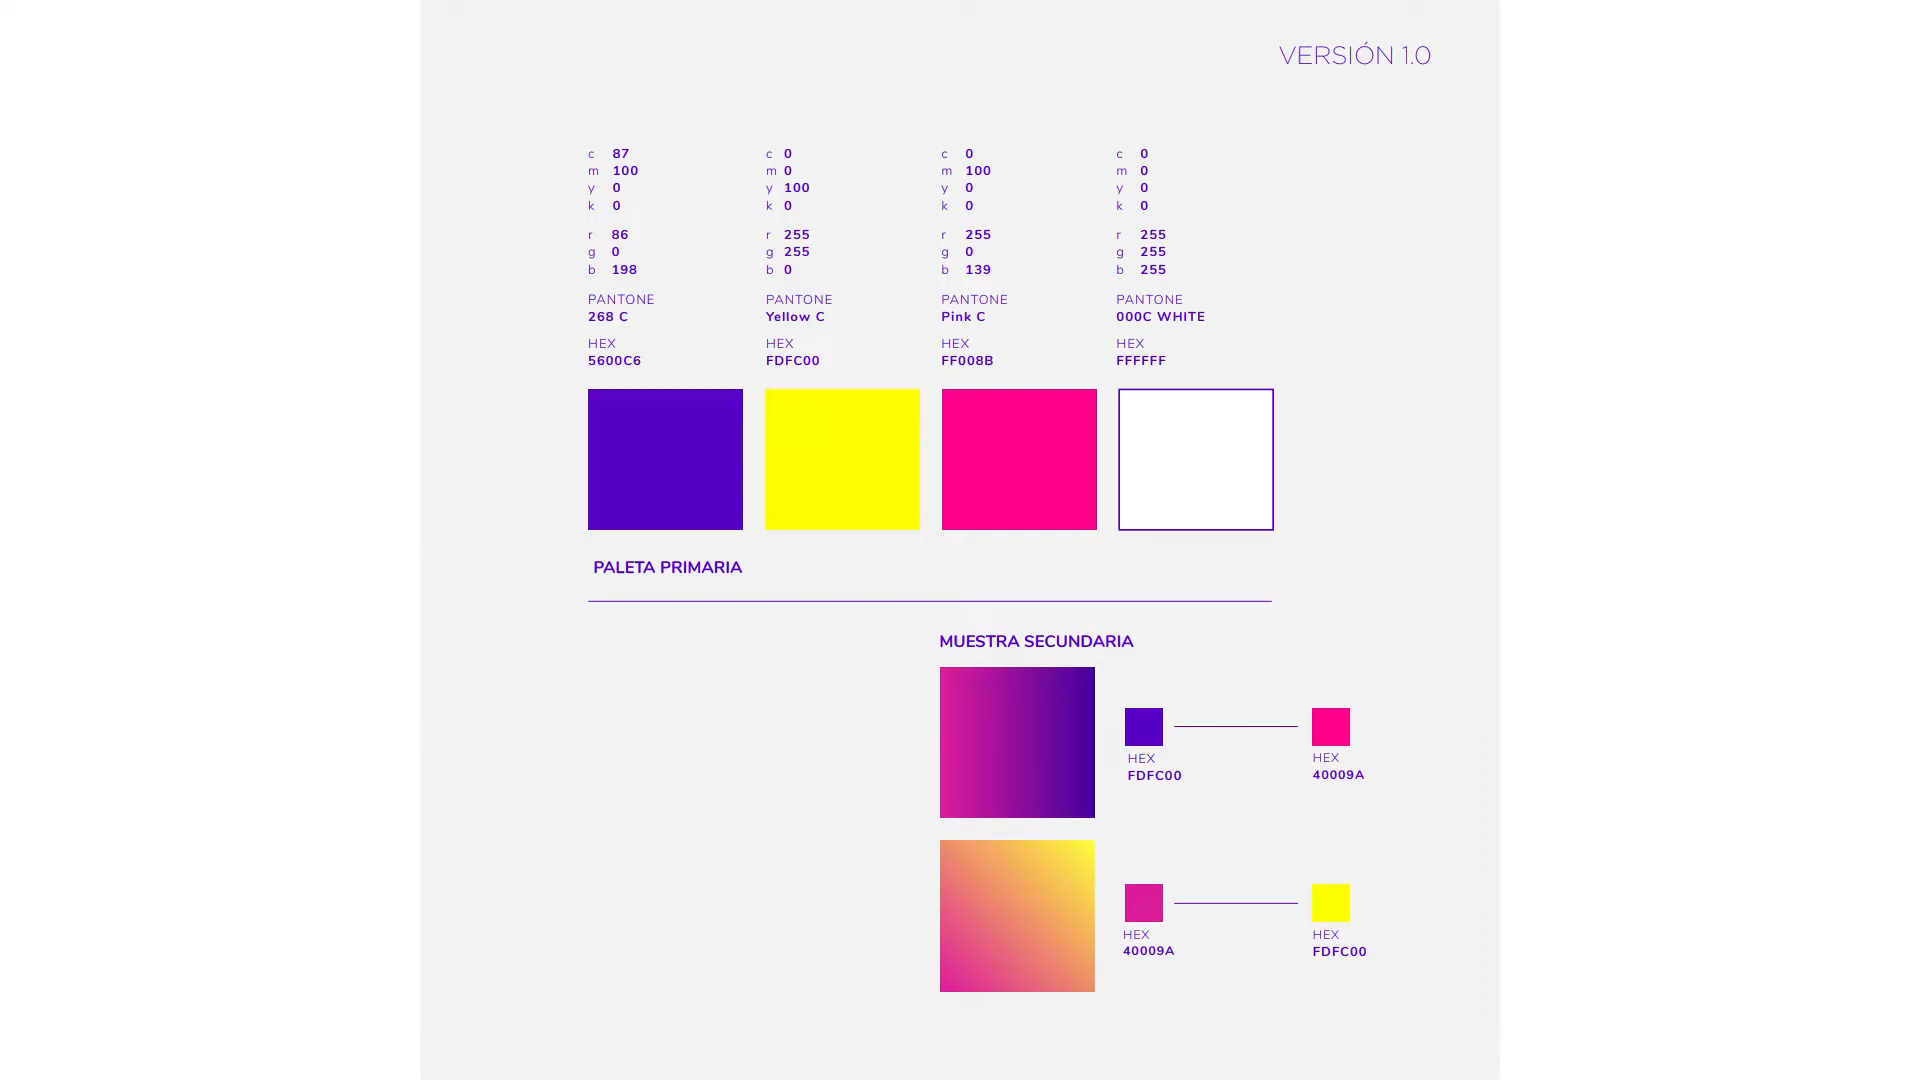 VERSIÓN 1.0
c 87
m 100
y 0
k 0
r 86
g 0
b 198
PANTONE
268 C
HEX
5600C6
c 0
m 0
y 100
k 0
r 255
g 255
b 0
PANTONE
Yellow C
HEX
FDFC00
c 0
m 100
y 0
k 0
r 255
g 0
b 139
PANTONE
Pink C
HEX
FF008B
c 0
m 0
y 0
k 0
r 255
g 255
b 255
PANTONE
000C WHITE
HEX
FFFFFF
PALETA PRIMARIA
MUESTRA SECUNDARIA
HEX
FDFC00
HEX
40009A
HEX
40009A
HEX
FDFC00